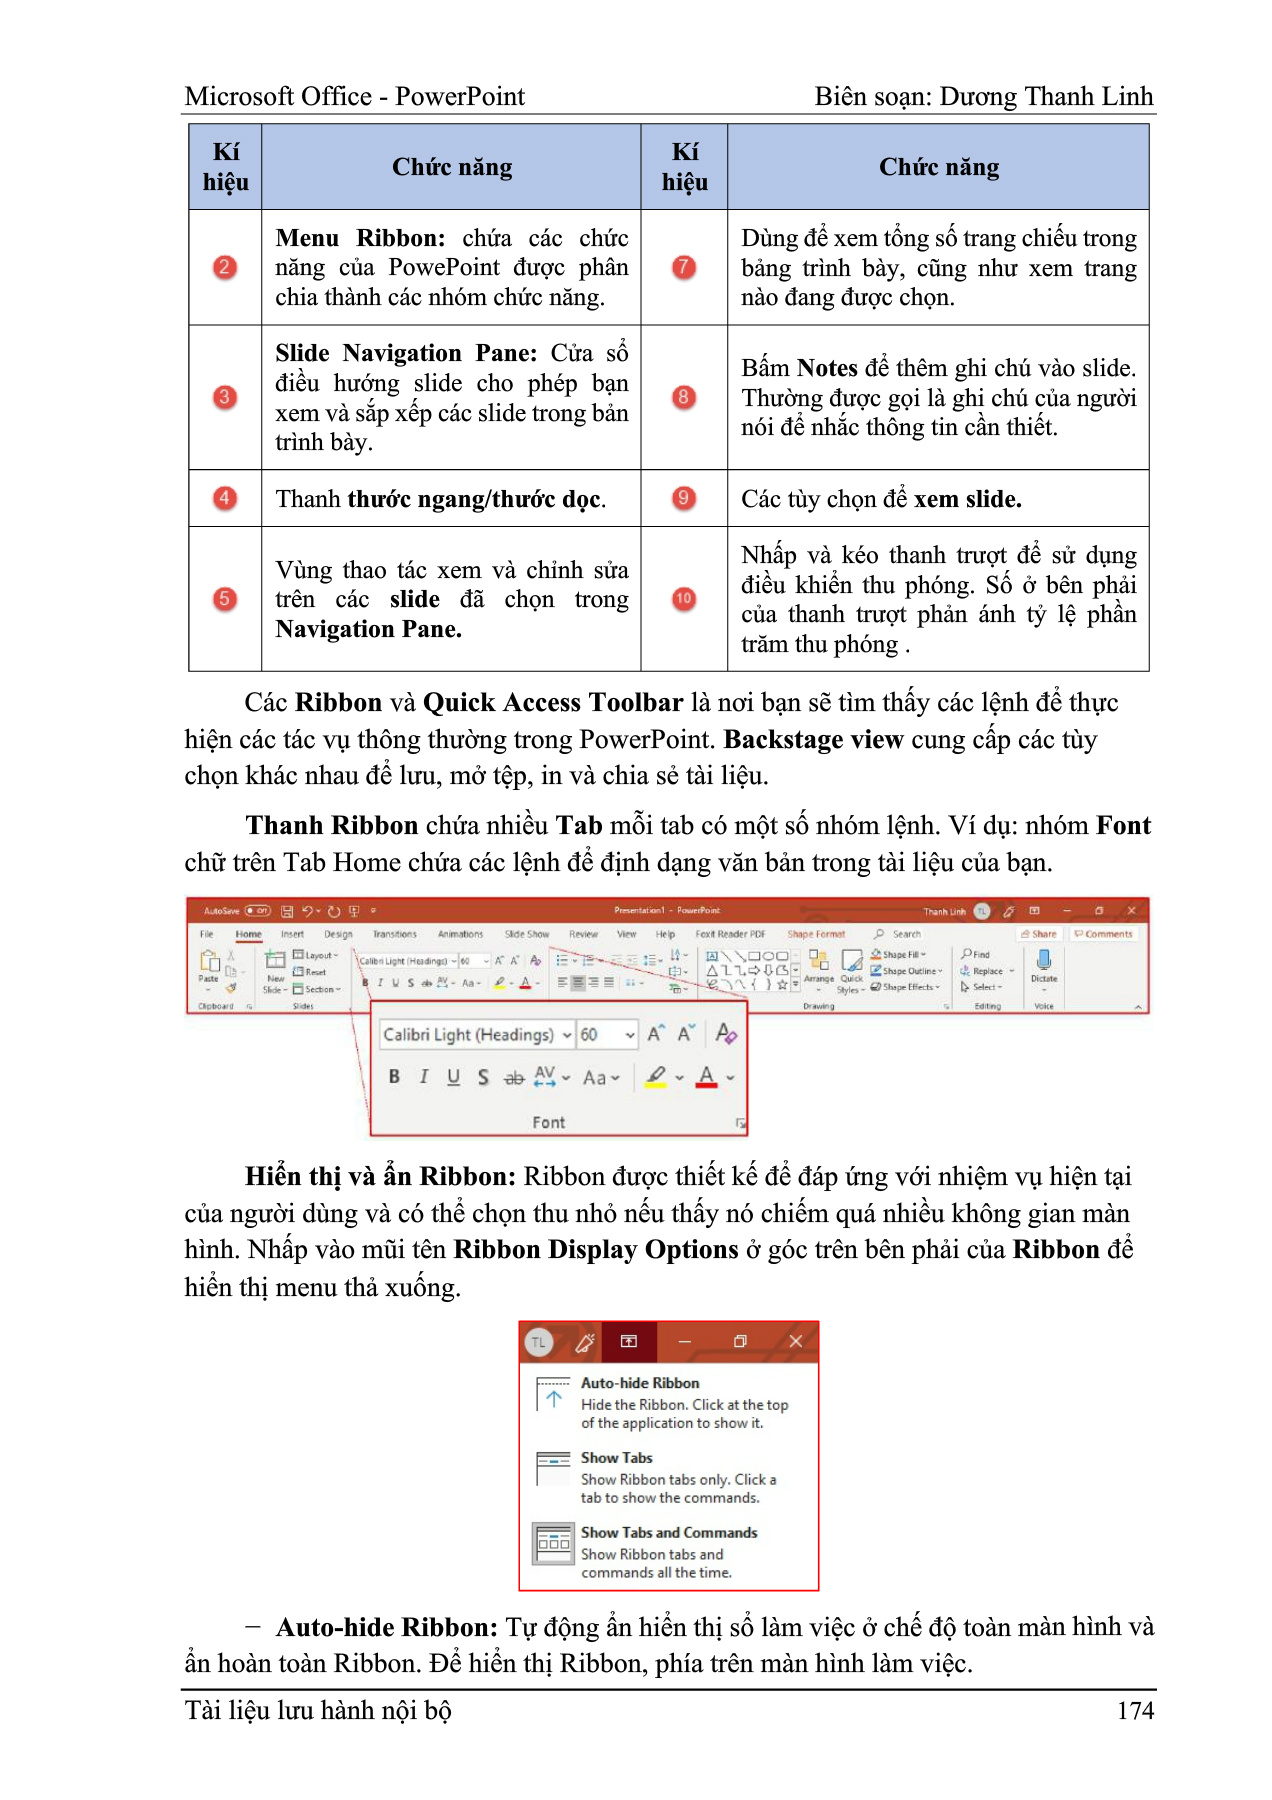 Microsoft Office - PowerPoint Biên soạn: Dương Thanh Linh
Kí
hiệu
Chức năng
Kí
hiệu
Chức năng
2
Menu Ribbon: chứa các chức
năng của PowePoint được phân
chia thành các nhóm chức năng.
7
Dùng để xem tổng số trang chiếu trong
bảng trình bày, cũng như xem trang
nào đang được chọn.
3
Slide Navigation Pane: Cửa sổ
điều hướng slide cho phép bạn
xem và sắp xếp các slide trong bản
trình bày.
8
Bấm Notes để thêm ghi chú vào slide.
Thường được gọi là ghi chú của người
nói để nhắc thông tin cần thiết.
4
Thanh thước ngang/thước dọc.
9
Các tùy chọn để xem slide.
5
Vùng thao tác xem và chỉnh sửa
trên các slide đã chọn trong
Navigation Pane.
10
Nhấp và kéo thanh trượt để sử dụng
điều khiển thu phóng. Số ở bên phải
của thanh trượt phản ánh tỷ lệ phần
trăm thu phóng .
Các Ribbon và Quick Access Toolbar là nơi bạn sẽ tìm thấy các lệnh để thực
hiện các tác vụ thông thường trong PowerPoint. Backstage view cung cấp các tùy
chọn khác nhau để lưu, mở tệp, in và chia sẻ tài liệu.
Thanh Ribbon chứa nhiều Tab mỗi tab có một số nhóm lệnh. Ví dụ: nhóm Font
chữ trên Tab Home chứa các lệnh để định dạng văn bản trong tài liệu của bạn.
AutoSave Off Presentation1 - PowerPoint Thanh Linh TL
File Home Insert Design Transitions Animations Slide Show Review View Help Foxit Reader PDF Shape Format Search Share Comments
Paste New Slide Layout Reset Section Calibri Light (Headings) 60 A A A
B I U S ab AV Aa A
Arrange Quick Styles Shape Fill Shape Outline Shape Effects Find Replace Select Dictate
Clipboard Slides Drawing Editing Voice
Calibri Light (Headings) 60 A A A
B I U S ab AV Aa A
Font
Hiển thị và ẩn Ribbon: Ribbon được thiết kế để đáp ứng với nhiệm vụ hiện tại
của người dùng và có thể chọn thu nhỏ nếu thấy nó chiếm quá nhiều không gian màn
hình. Nhấp vào mũi tên Ribbon Display Options ở góc trên bên phải của Ribbon để
hiển thị menu thả xuống.
TL
Auto-hide Ribbon
Hide the Ribbon. Click at the top
of the application to show it.
Show Tabs
Show Ribbon tabs only. Click a
tab to show the commands.
Show Tabs and Commands
Show Ribbon tabs and
commands all the time.
− Auto-hide Ribbon: Tự động ẩn hiển thị sổ làm việc ở chế độ toàn màn hình và
ẩn hoàn toàn Ribbon. Để hiển thị Ribbon, phía trên màn hình làm việc.
Tài liệu lưu hành nội bộ 174